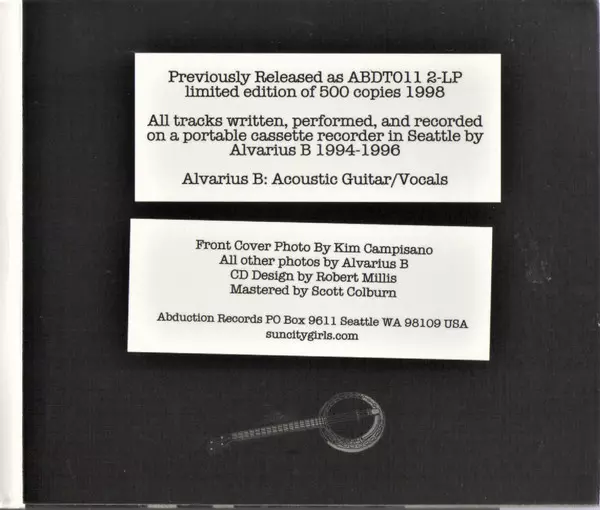 Previously Released as ABDT011 2-LP
limited edition of 500 copies 1998
All tracks written, performed, and recorded
on a portable cassette recorder in Seattle by
Alvarius B 1994-1996
Alvarius B: Acoustic Guitar/Vocals
Front Cover Photo By Kim Campisano
All other photos by Alvarius B
CD Design by Robert Millis
Mastered by Scott Colburn
Abduction Records PO Box 9611 Seattle WA 98109 USA
suncitygirls.com